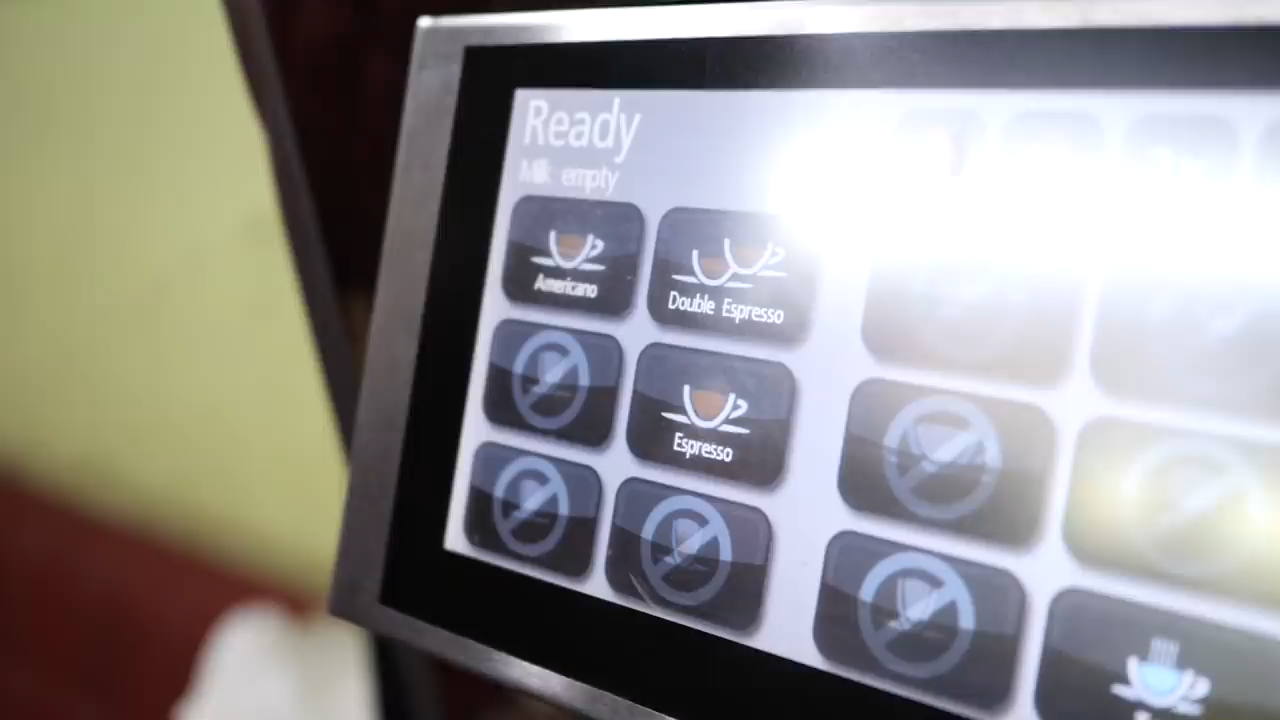 Ready
Milk empty
Americano
Double Espresso
Espresso